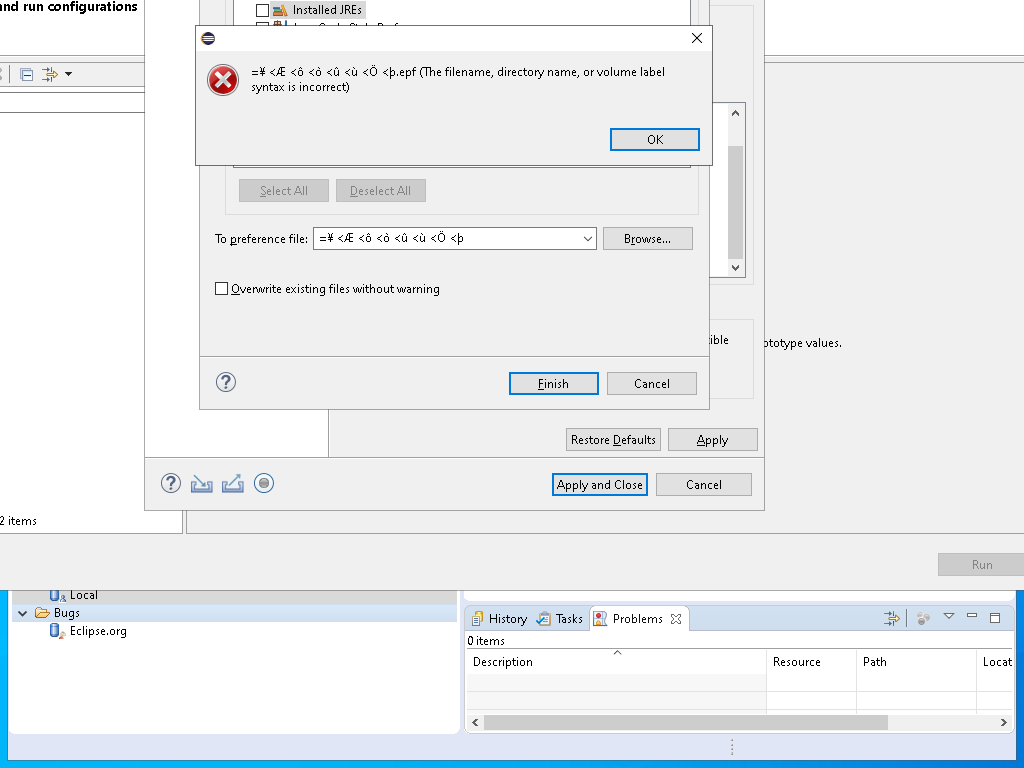 and run configurations
Installed JREs
=¥ <Æ <ô <ò <û <ù <Ö <þ.epf (The filename, directory name, or volume label
syntax is incorrect)
OK
Select All
Deselect All
To preference file:
=¥ <Æ <ô <ò <û <ù <Ö <þ
Browse...
Overwrite existing files without warning
ible
ototype values.
Finish
Cancel
Restore Defaults
Apply
Apply and Close
Cancel
2 items
Run
Local
Bugs
Eclipse.org
History
Tasks
Problems
0 items
Description
Resource
Path
Locat